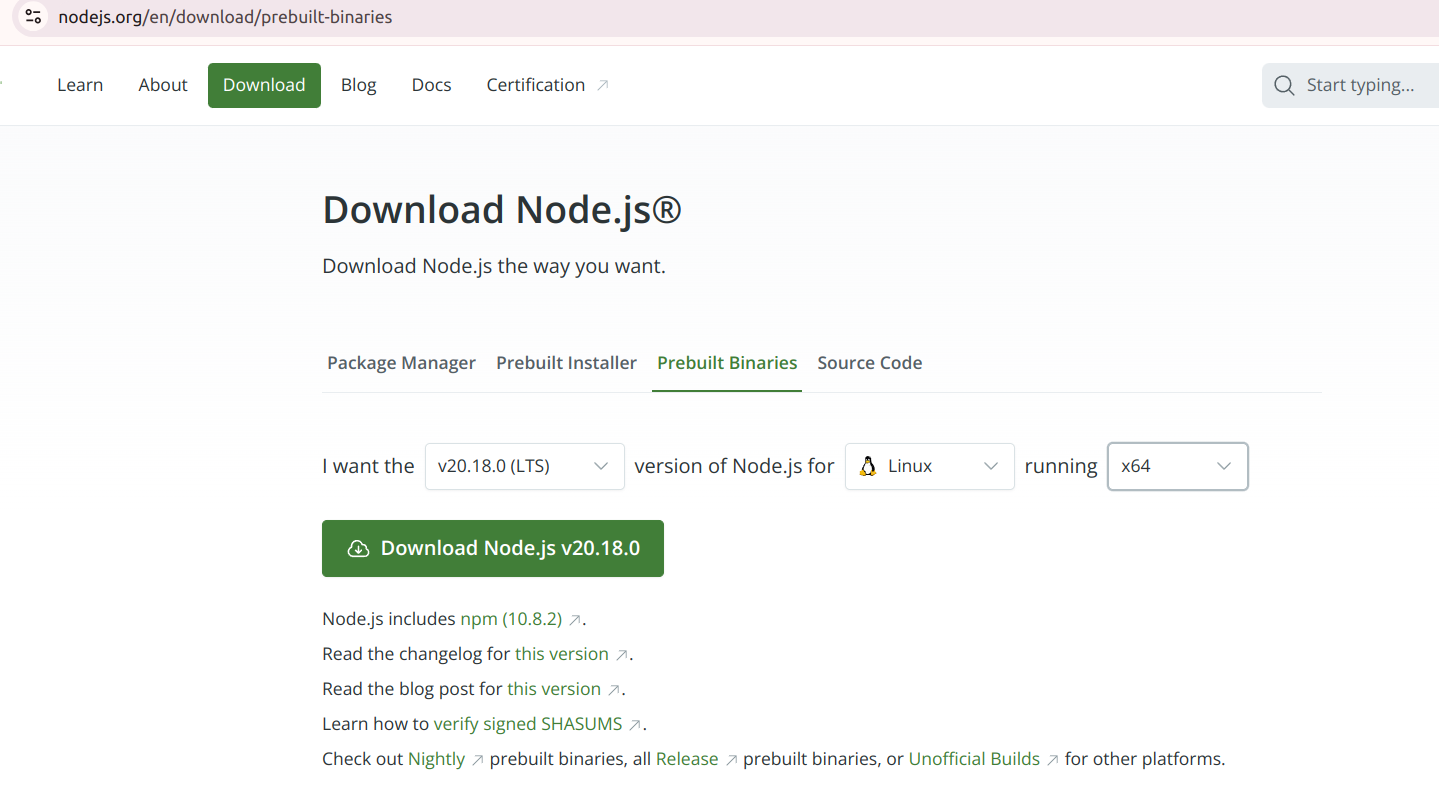 nodejs.org/en/download/prebuilt-binaries
Learn About Download Blog Docs Certification Start typing...
Download Node.js®
Download Node.js the way you want.
Package Manager Prebuilt Installer Prebuilt Binaries Source Code
I want the v20.18.0 (LTS) version of Node.js for Linux running x64
Download Node.js v20.18.0
Node.js includes npm (10.8.2).
Read the changelog for this version.
Read the blog post for this version.
Learn how to verify signed SHASUMS.
Check out Nightly prebuilt binaries, all Release prebuilt binaries, or Unofficial Builds for other platforms.